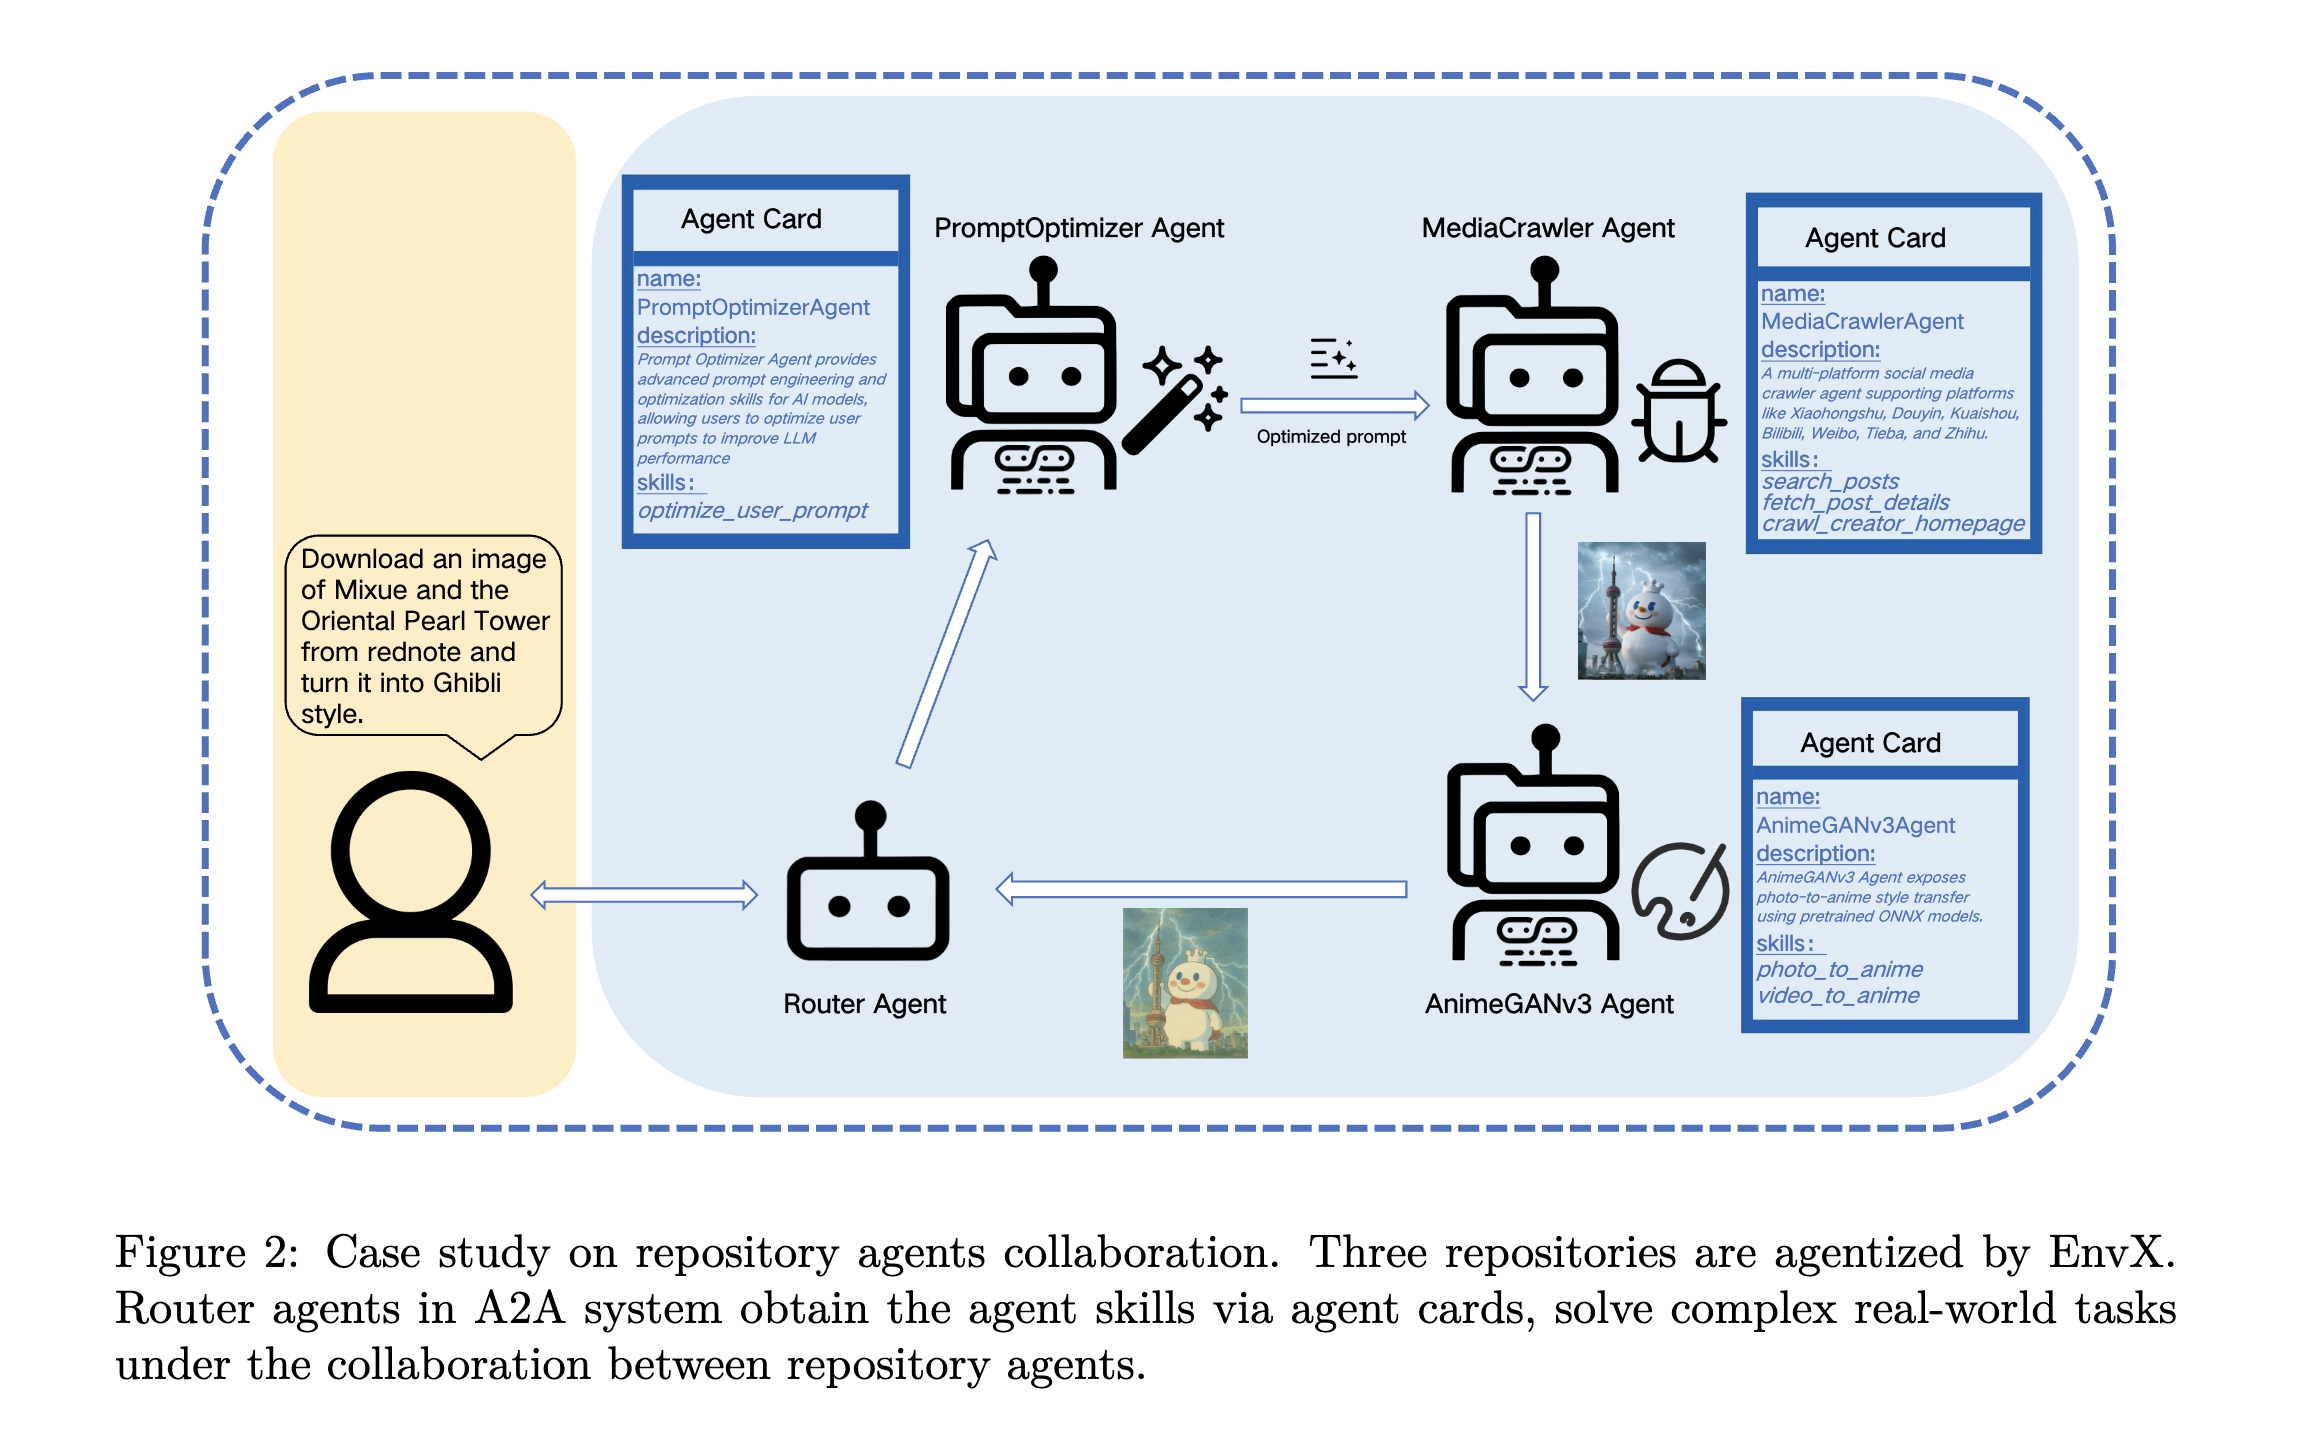 Agent Card
name:
PromptOptimizerAgent
description:
Prompt Optimizer Agent provides
advanced prompt engineering and
optimization skills for AI models,
allowing users to optimize user
prompts to improve LLM
performance
skills:
optimize_user_prompt
PromptOptimizer Agent
Optimized prompt
MediaCrawler Agent
Agent Card
name:
MediaCrawlerAgent
description:
A multi-platform social media
crawler agent supporting platforms
like Xiaohongshu, Douyin, Kuaishou,
Bilibili, Weibo, Tieba, and Zhihu.
skills:
search_posts
fetch_post_details
crawl_creator_homepage
Download an image
of Mixue and the
Oriental Pearl Tower
from rednote and
turn it into Ghibli
style.
Router Agent
AnimeGANv3 Agent
Agent Card
name:
AnimeGANv3Agent
description:
AnimeGANv3 Agent exposes
photo-to-anime style transfer
using pretrained ONNX models.
skills:
photo_to_anime
video_to_anime
Figure 2: Case study on repository agents collaboration. Three repositories are agentized by EnvX.
Router agents in A2A system obtain the agent skills via agent cards, solve complex real-world tasks
under the collaboration between repository agents.